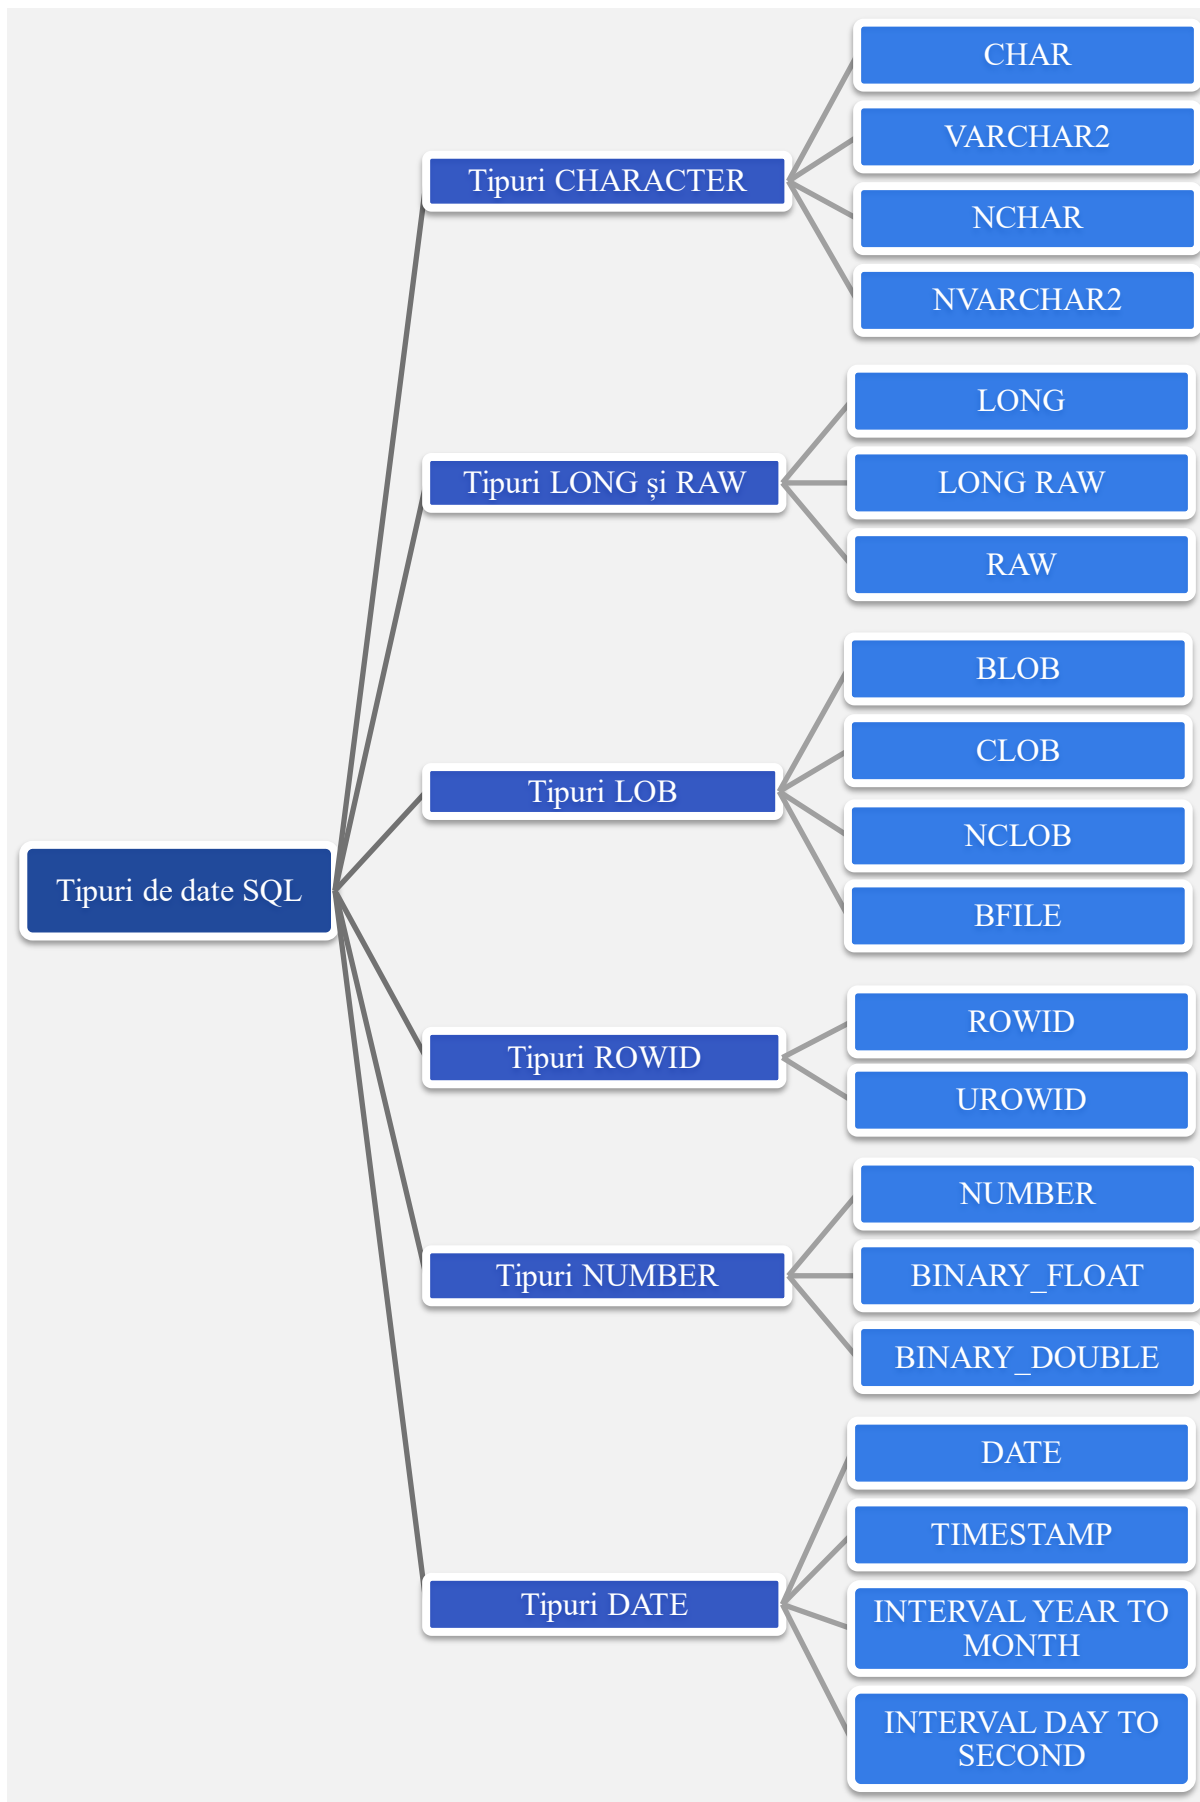 Tipuri de date SQL
Tipuri CHARACTER
CHAR
VARCHAR2
NCHAR
NVARCHAR2
Tipuri LONG și RAW
LONG
LONG RAW
RAW
Tipuri LOB
BLOB
CLOB
NCLOB
BFILE
Tipuri ROWID
ROWID
UROWID
Tipuri NUMBER
NUMBER
BINARY_FLOAT
BINARY_DOUBLE
Tipuri DATE
DATE
TIMESTAMP
INTERVAL YEAR TO
MONTH
INTERVAL DAY TO
SECOND